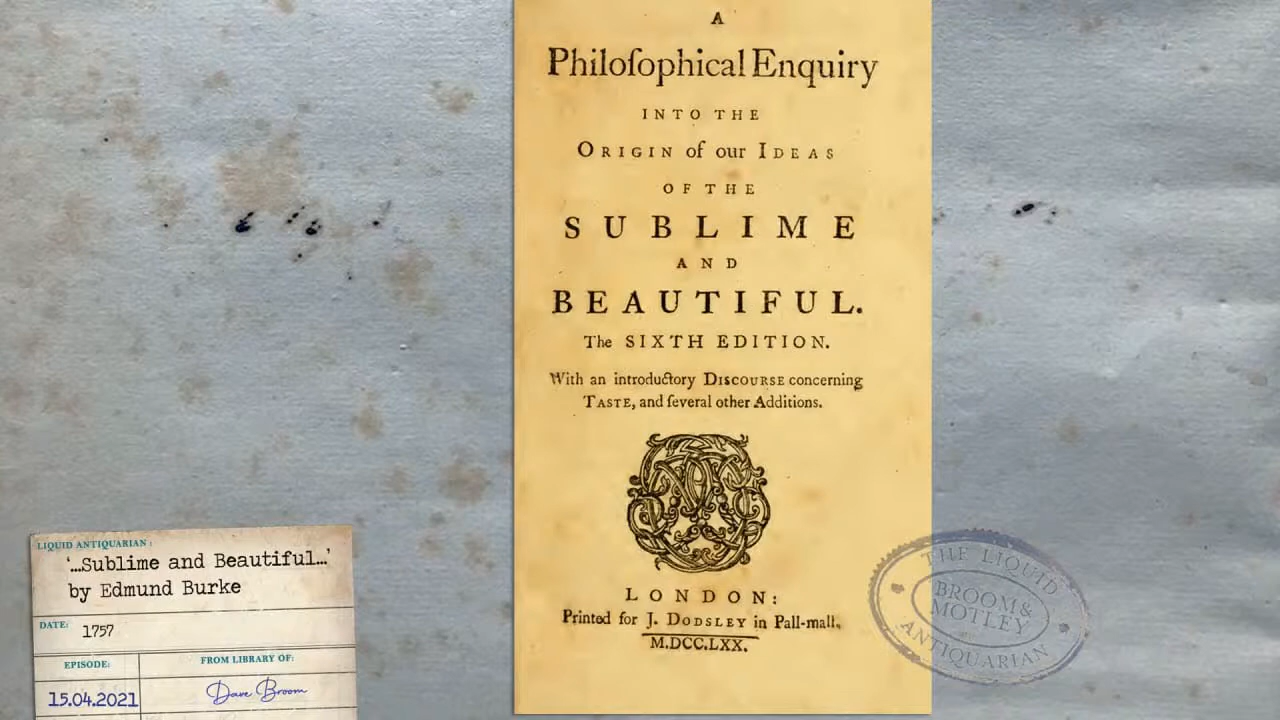 A
Philoſophical Enquiry
INTO THE
ORIGIN of our IDEAS
OF THE
SUBLIME
AND
BEAUTIFUL.
The SIXTH EDITION.
With an introductory DISCOURSE concerning
TASTE, and ſeveral other Additions.
LONDON:
Printed for J. DODSLEY in Pall-mall.
M.DCC.LXX.
LIQUID ANTIQUARIAN :
‘…Sublime and Beautiful…’
by Edmund Burke
DATE: 1757
EPISODE: FROM LIBRARY OF:
15.04.2021 Dave Broom
THE LIQUID
BROOM &
MOTLEY
ANTIQUARIAN